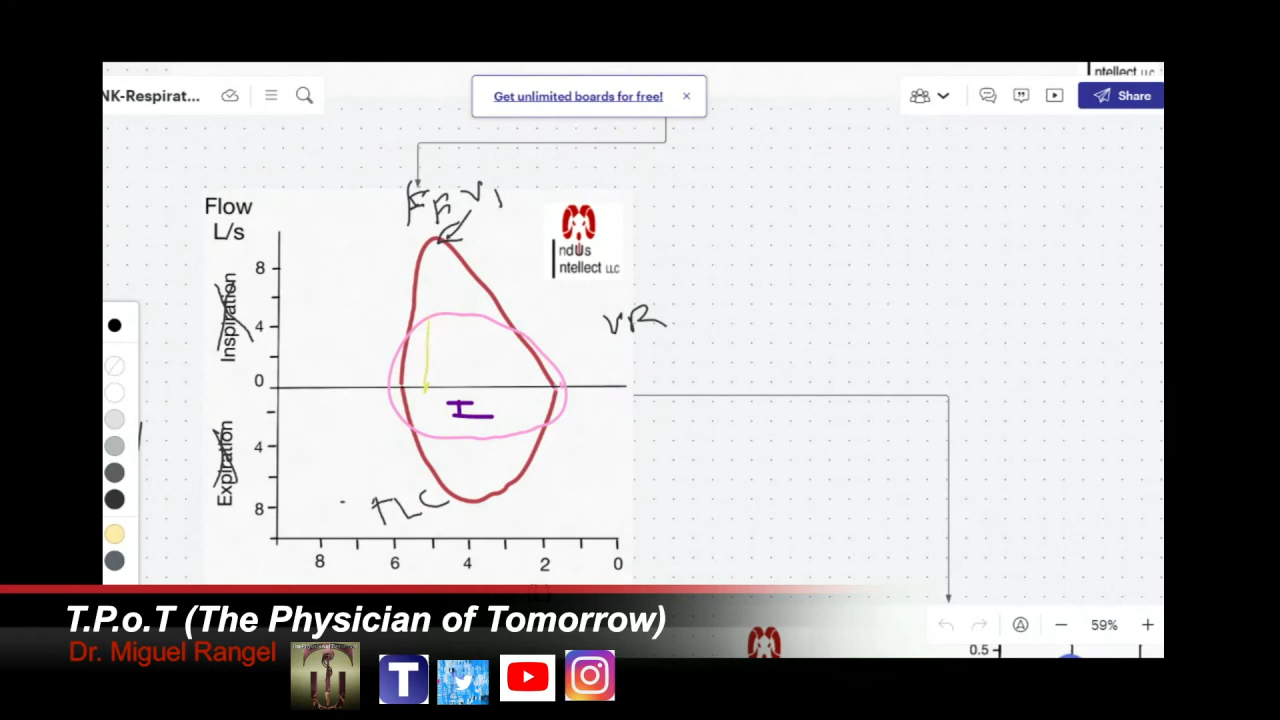 ntellect LLC
NK-Respirat...
Get unlimited boards for free!
Share
FEV1
Flow
L/s
ndUs
ntellect LLC
8
Inspiration
4
VR
0
I
4
Expiration
8
TLC
8 6 4 2 0
T.P.o.T (The Physician of Tomorrow)
Dr. Miguel Rangel
T
59%
0.5